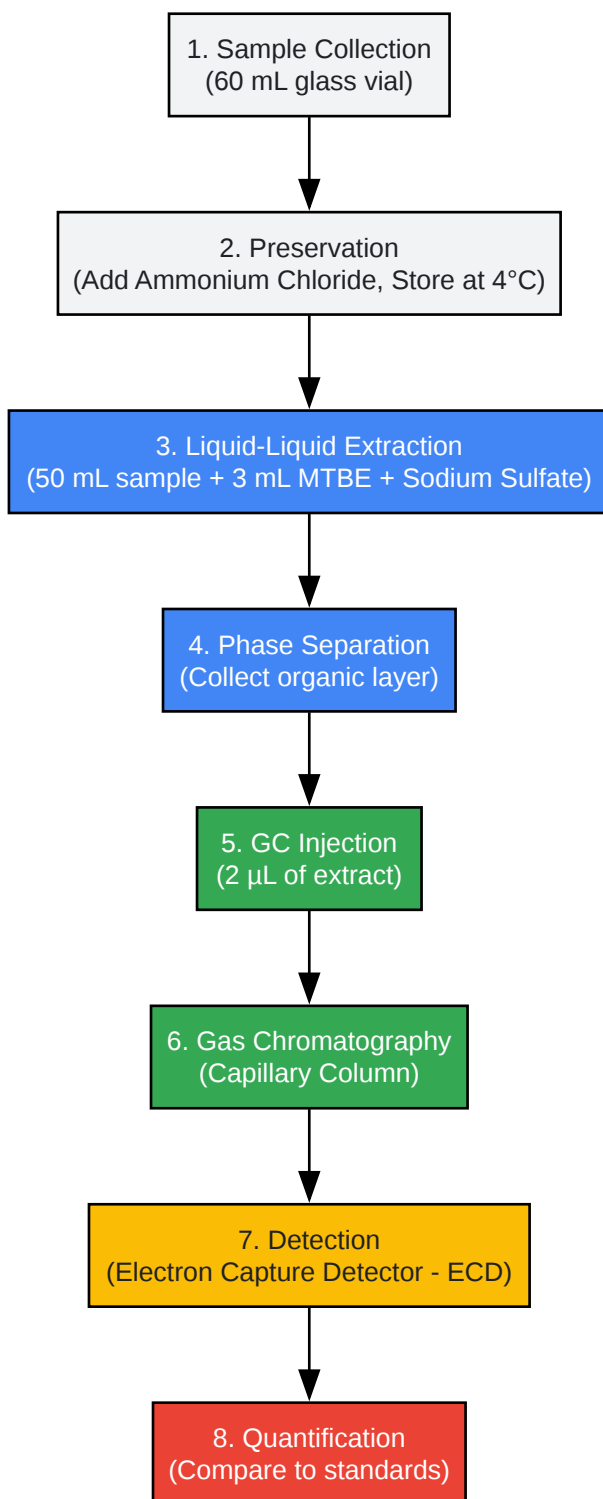 1. Sample Collection
(60 mL glass vial)
2. Preservation
(Add Ammonium Chloride, Store at 4°C)
3. Liquid-Liquid Extraction
(50 mL sample + 3 mL MTBE + Sodium Sulfate)
4. Phase Separation
(Collect organic layer)
5. GC Injection
(2 µL of extract)
6. Gas Chromatography
(Capillary Column)
7. Detection
(Electron Capture Detector - ECD)
8. Quantification
(Compare to standards)